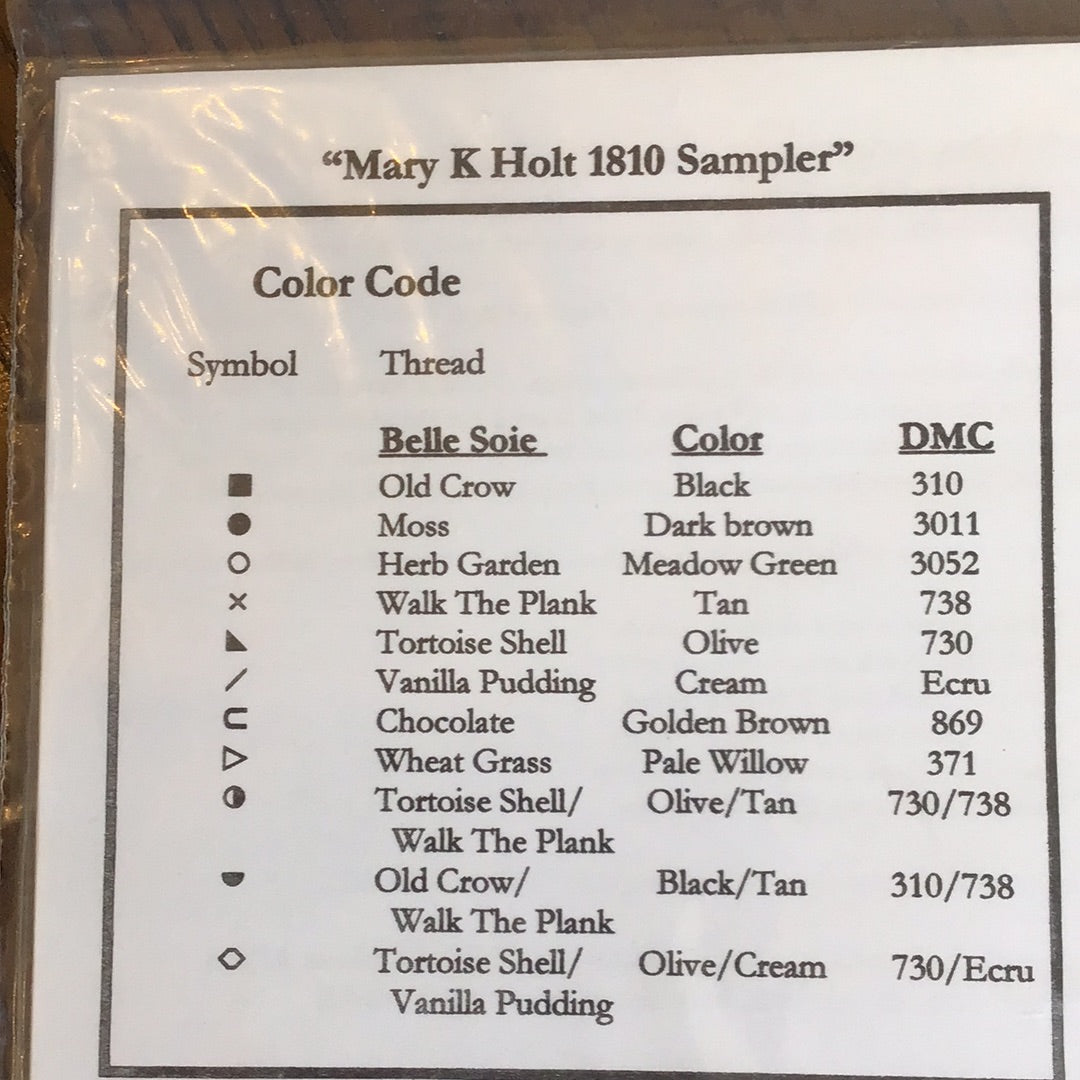 “Mary K Holt 1810 Sampler”
Color Code
Symbol Thread
Belle Soie Color DMC
■ Old Crow Black 310
● Moss Dark brown 3011
○ Herb Garden Meadow Green 3052
× Walk The Plank Tan 738
◣ Tortoise Shell Olive 730
/ Vanilla Pudding Cream Ecru
⊂ Chocolate Golden Brown 869
▷ Wheat Grass Pale Willow 371
◑ Tortoise Shell/ Olive/Tan 730/738
Walk The Plank
◡ Old Crow/ Black/Tan 310/738
Walk The Plank
⬡ Tortoise Shell/ Olive/Cream 730/Ecru
Vanilla Pudding